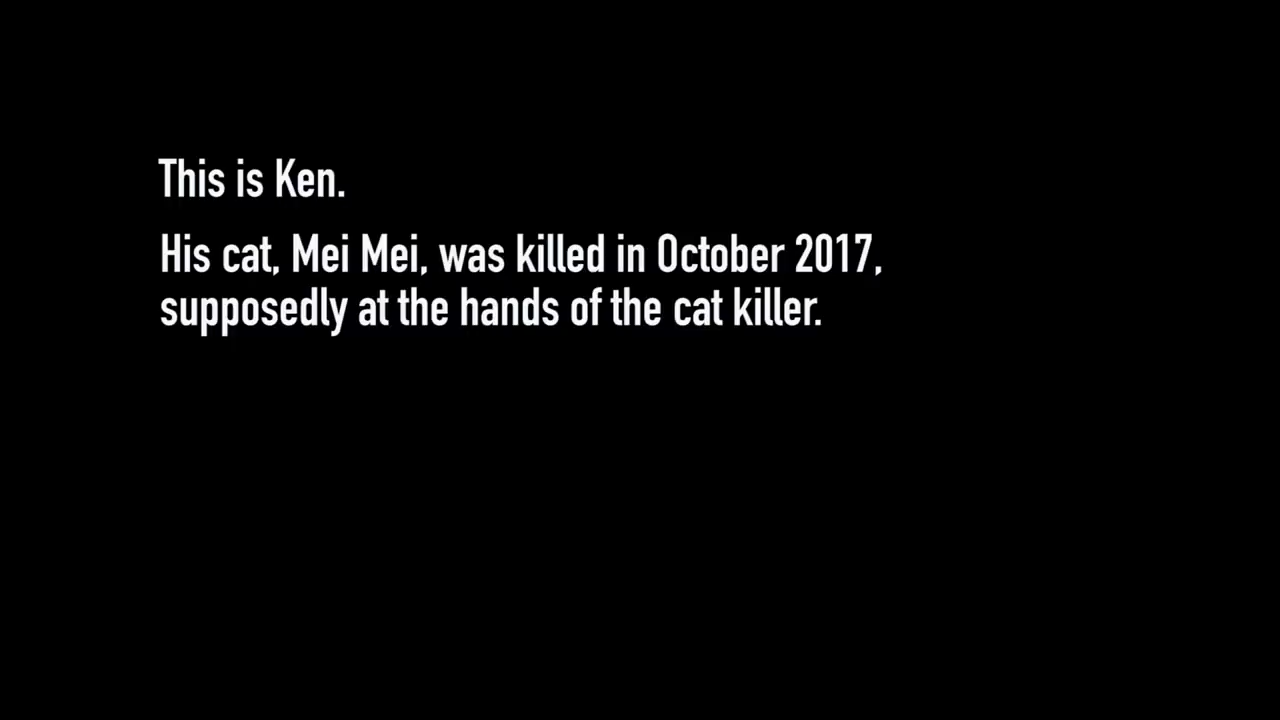 This is Ken.
His cat, Mei Mei, was killed in October 2017,
supposedly at the hands of the cat killer.